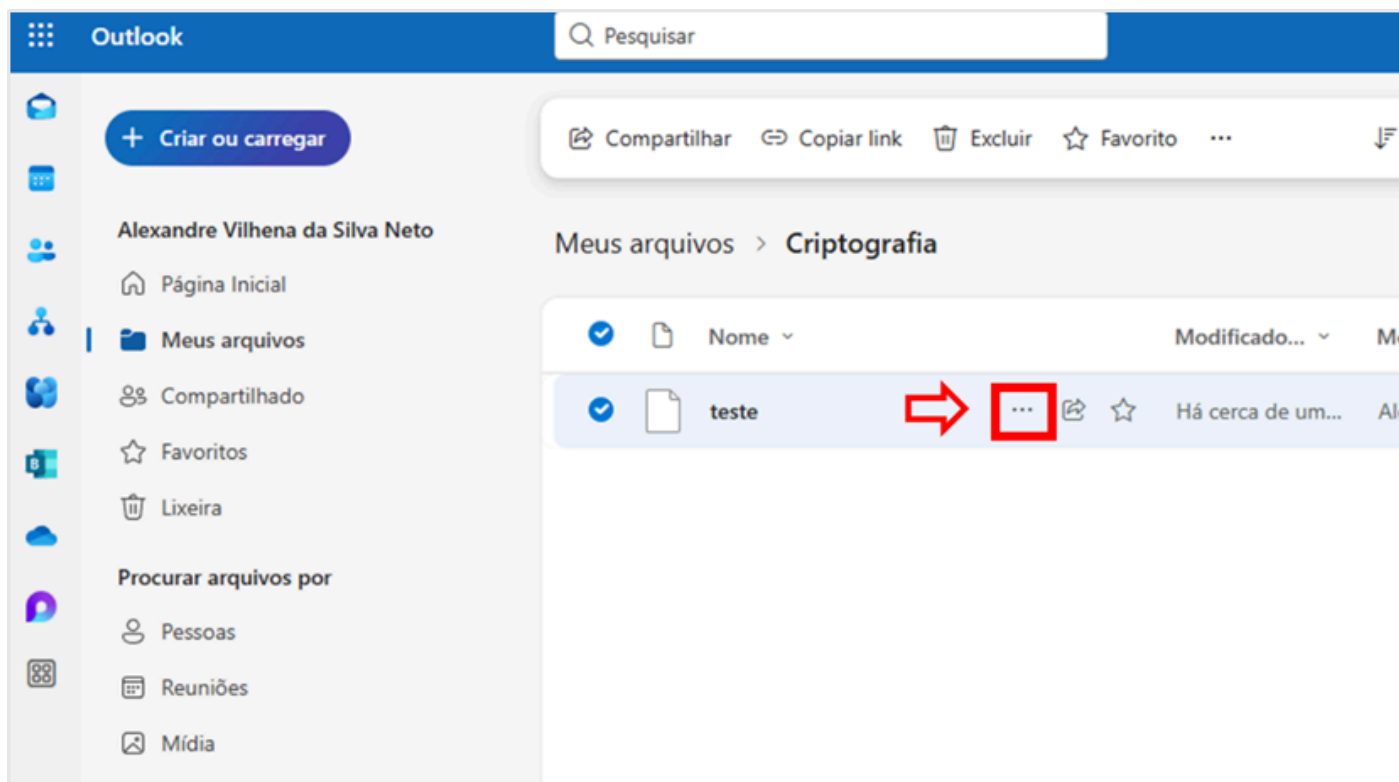 Outlook
Pesquisar
+ Criar ou carregar
Compartilhar Copiar link Excluir Favorito ...
Alexandre Vilhena da Silva Neto
Página Inicial
Meus arquivos
Compartilhado
Favoritos
Lixeira
Procurar arquivos por
Pessoas
Reuniões
Mídia
Meus arquivos > Criptografia
Nome Modificado...
teste ... Há cerca de um...